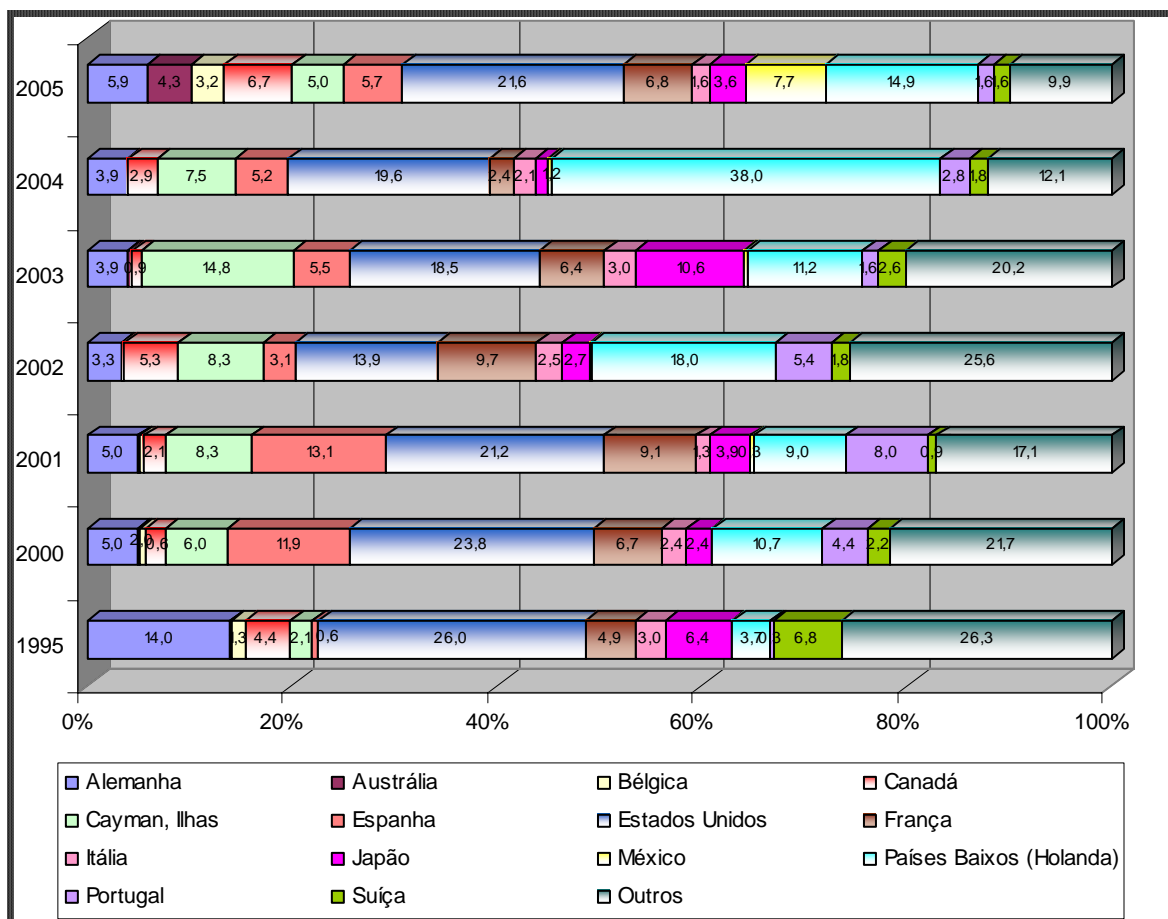 2005 5,9 4,3 3,2 6,7 5,0 5,7 21,6 6,8 1,6 3,6 7,7 14,9 1,6 1,6 9,9
2004 3,9 2,9 7,5 5,2 19,6 2,4 2,1 38,0 2,8 1,8 12,1
2003 3,9 0,9 14,8 5,5 18,5 6,4 3,0 10,6 11,2 1,6 2,6 20,2
2002 3,3 5,3 8,3 3,1 13,9 9,7 2,5 2,7 18,0 5,4 1,8 25,6
2001 5,0 2,1 8,3 13,1 21,2 9,1 1,3 3,9 9,0 8,0 0,9 17,1
2000 5,0 0,6 6,0 11,9 23,8 6,7 2,4 2,4 10,7 4,4 2,2 21,7
1995 14,0 1,3 4,4 2,1 0,6 26,0 4,9 3,0 6,4 3,7 6,8 26,3
0% 20% 40% 60% 80% 100%
Alemanha Austrália Bélgica Canadá
Cayman, Ilhas Espanha Estados Unidos França
Itália Japão México Países Baixos (Holanda)
Portugal Suíça Outros